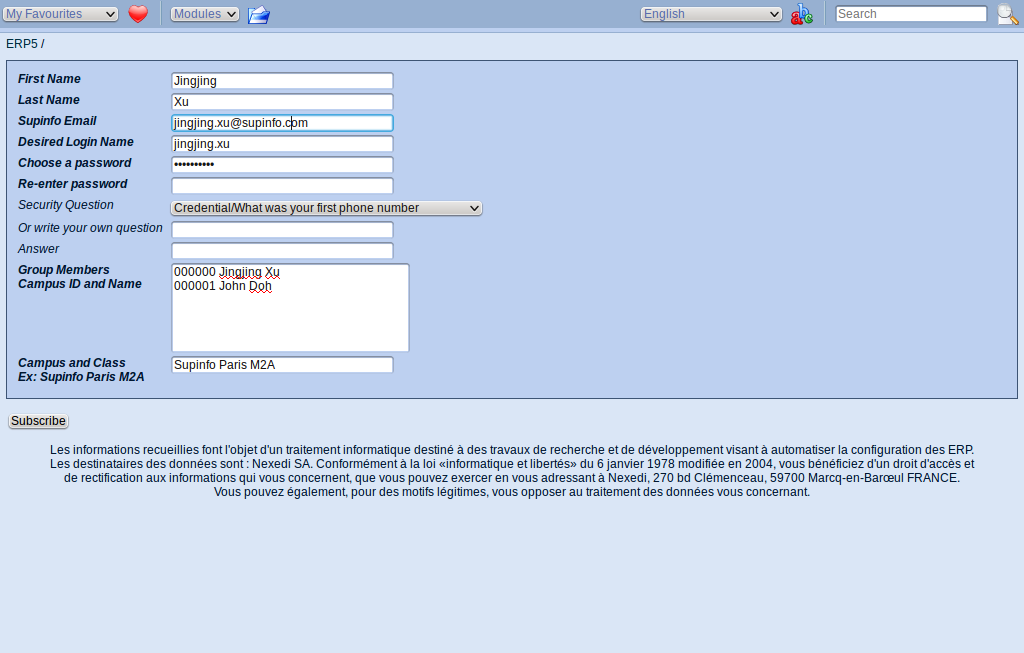 My Favourites Modules English Search
ERP5 /
First Name Jingjing
Last Name Xu
Supinfo Email jingjing.xu@supinfo.com
Desired Login Name jingjing.xu
Choose a password ••••••••••
Re-enter password
Security Question Credential/What was your first phone number
Or write your own question
Answer
Group Members 000000 Jingjing Xu
Campus ID and Name 000001 John Doh
Campus and Class Supinfo Paris M2A
Ex: Supinfo Paris M2A
Subscribe
Les informations recueillies font l'objet d'un traitement informatique destiné à des travaux de recherche et de développement visant à automatiser la configuration des ERP.
Les destinataires des données sont : Nexedi SA. Conformément à la loi «informatique et libertés» du 6 janvier 1978 modifiée en 2004, vous bénéficiez d'un droit d'accès et
de rectification aux informations qui vous concernent, que vous pouvez exercer en vous adressant à Nexedi, 270 bd Clémenceau, 59700 Marcq-en-Barœul FRANCE.
Vous pouvez également, pour des motifs légitimes, vous opposer au traitement des données vous concernant.